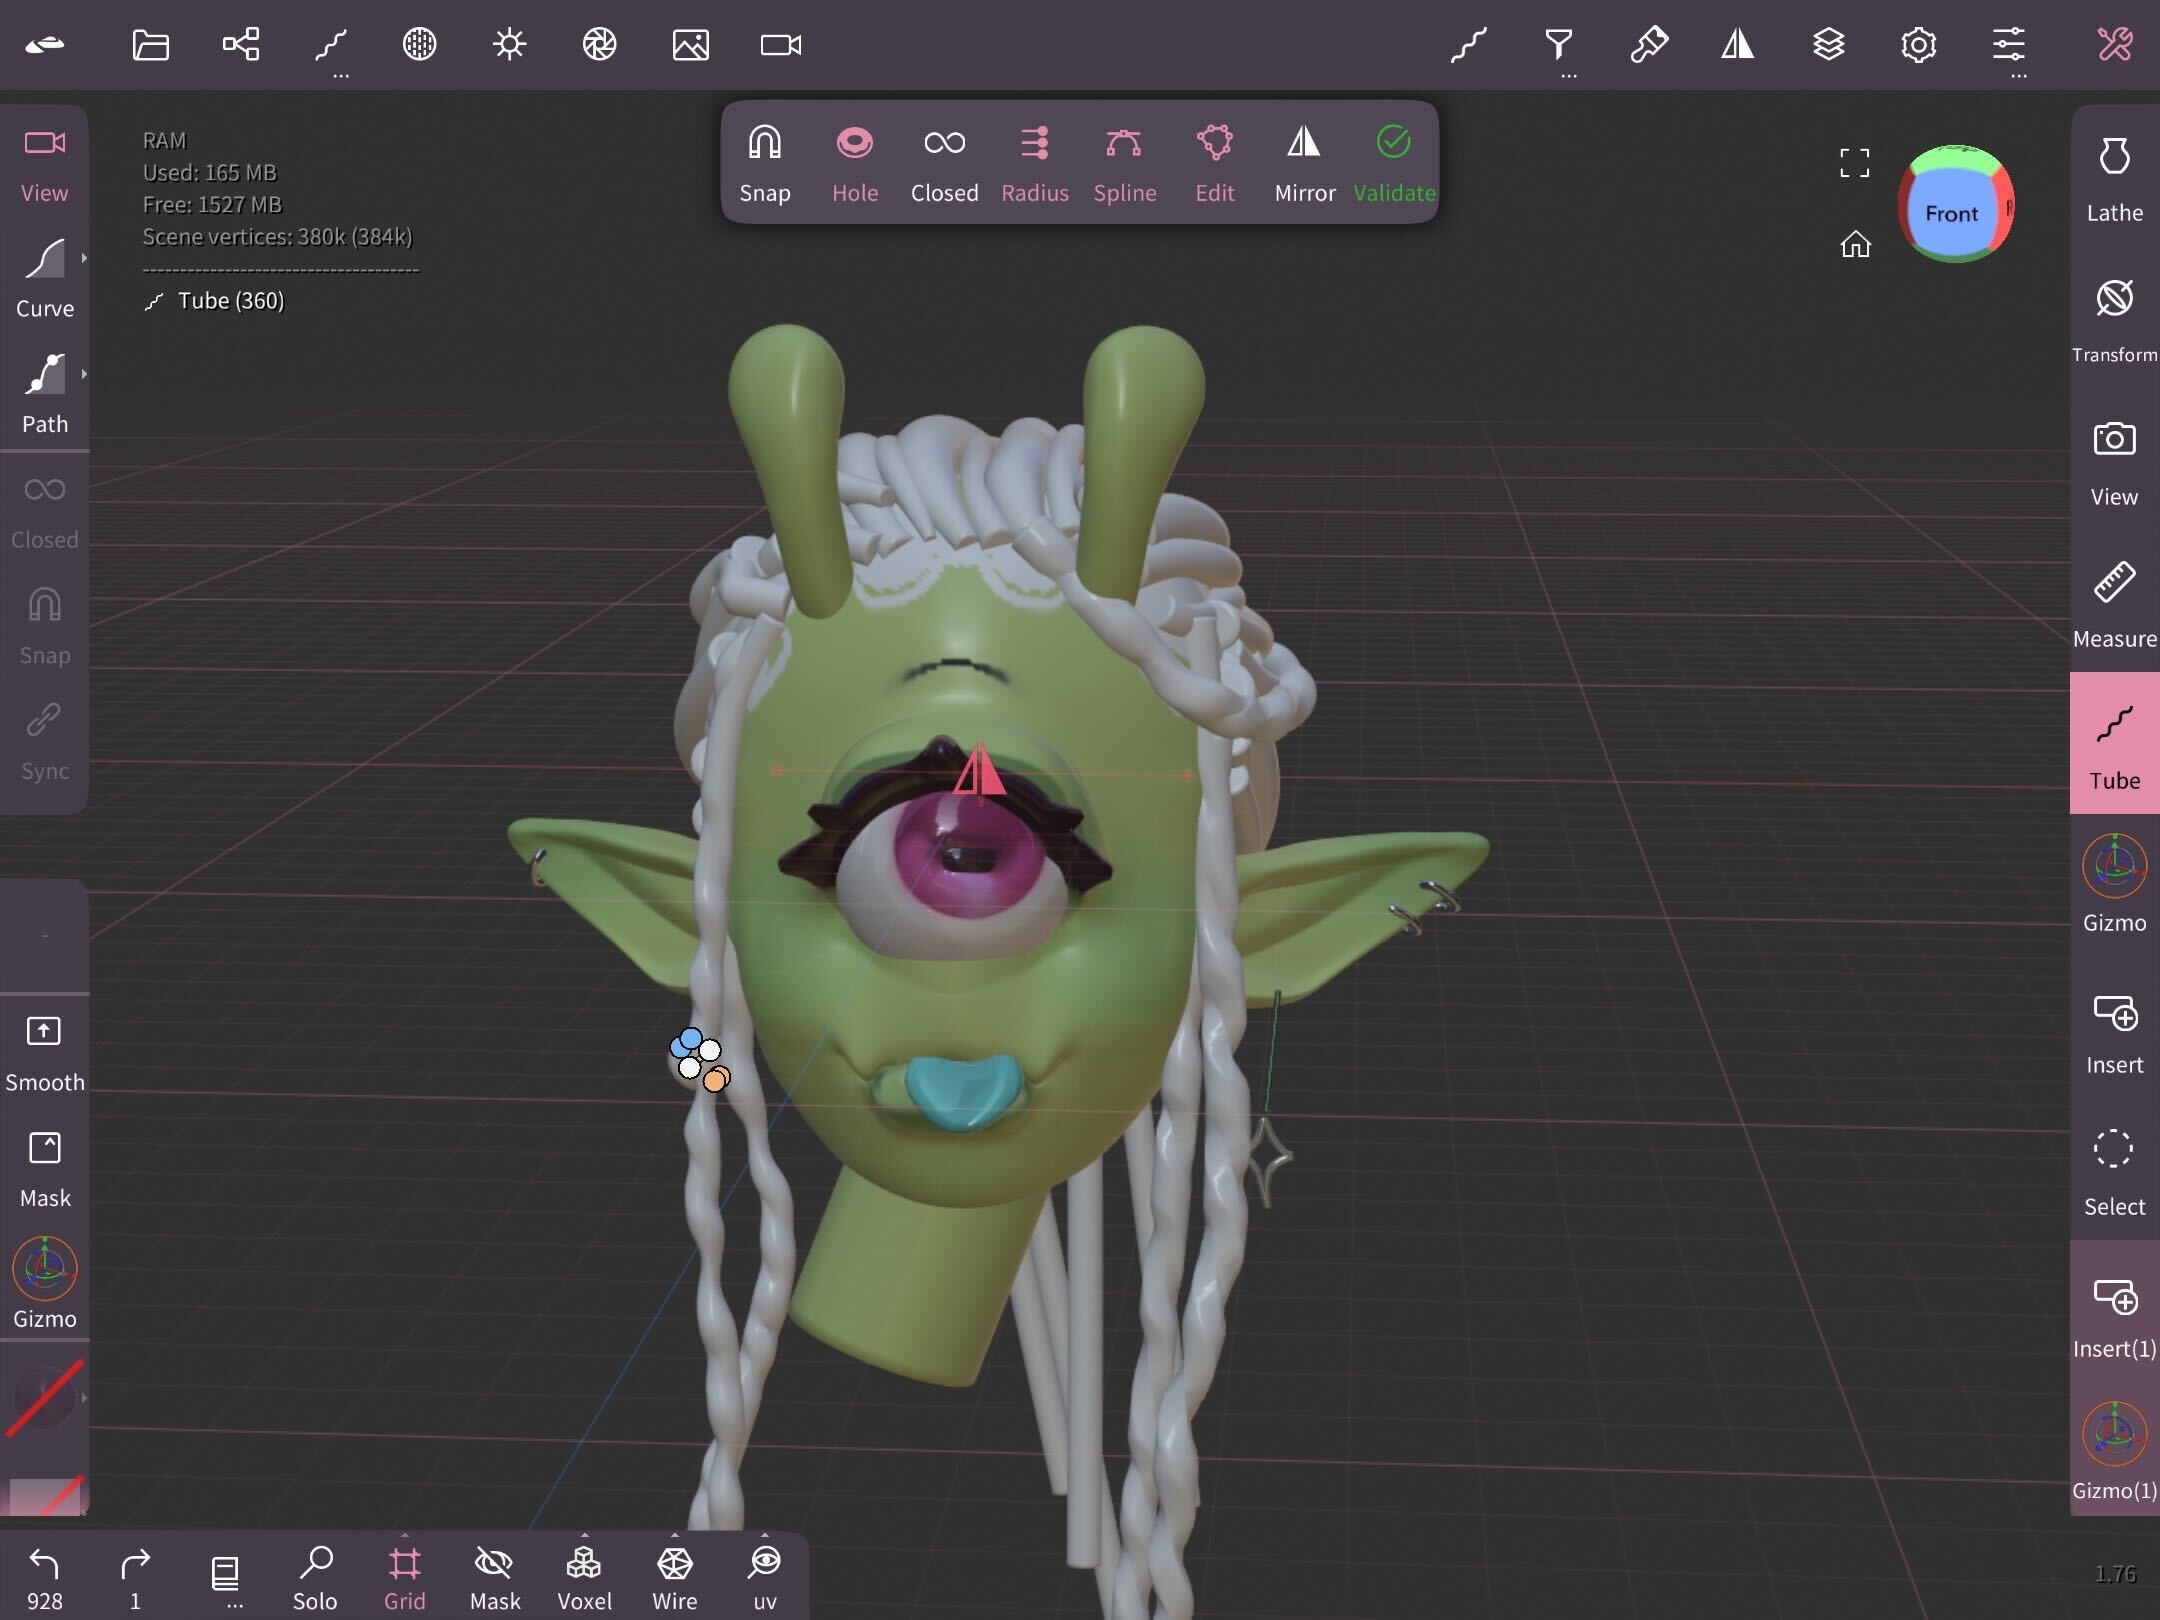 RAM
Used: 165 MB
Free: 1527 MB
Scene vertices: 380k (384k)
-------------------------------------
Tube (360)
Snap
Hole
Closed
Radius
Spline
Edit
Mirror
Validate
Front
View
Curve
Path
Closed
Snap
Sync
-
Smooth
Mask
Gizmo
Lathe
Transform
View
Measure
Tube
Gizmo
Insert
Select
Insert(1)
Gizmo(1)
928
1
...
Solo
Grid
Mask
Voxel
Wire
uv
1.76